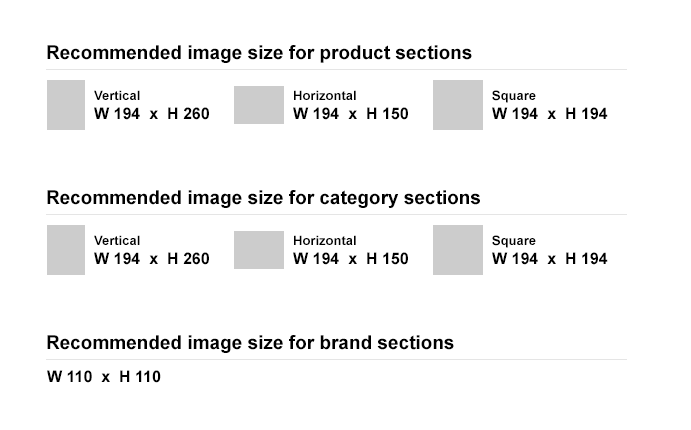 Recommended image size for product sections
Vertical
W 194 x H 260
Horizontal
W 194 x H 150
Square
W 194 x H 194
Recommended image size for category sections
Vertical
W 194 x H 260
Horizontal
W 194 x H 150
Square
W 194 x H 194
Recommended image size for brand sections
W 110 x H 110